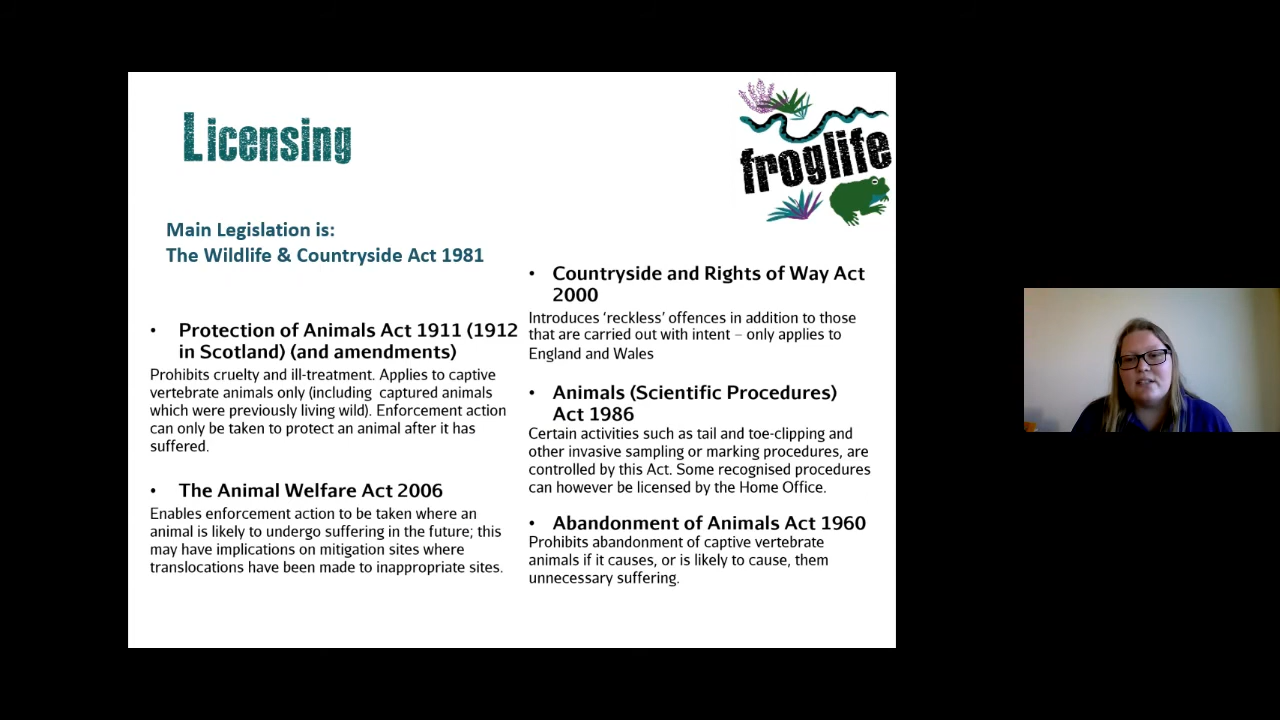 Licensing
froglife
Main Legislation is:
The Wildlife & Countryside Act 1981
• Protection of Animals Act 1911 (1912
in Scotland) (and amendments)
Prohibits cruelty and ill-treatment. Applies to captive
vertebrate animals only (including captured animals
which were previously living wild). Enforcement action
can only be taken to protect an animal after it has
suffered.
• The Animal Welfare Act 2006
Enables enforcement action to be taken where an
animal is likely to undergo suffering in the future; this
may have implications on mitigation sites where
translocations have been made to inappropriate sites.
• Countryside and Rights of Way Act
2000
Introduces ‘reckless’ offences in addition to those
that are carried out with intent – only applies to
England and Wales
• Animals (Scientific Procedures)
Act 1986
Certain activities such as tail and toe-clipping and
other invasive sampling or marking procedures, are
controlled by this Act. Some recognised procedures
can however be licensed by the Home Office.
• Abandonment of Animals Act 1960
Prohibits abandonment of captive vertebrate
animals if it causes, or is likely to cause, them
unnecessary suffering.